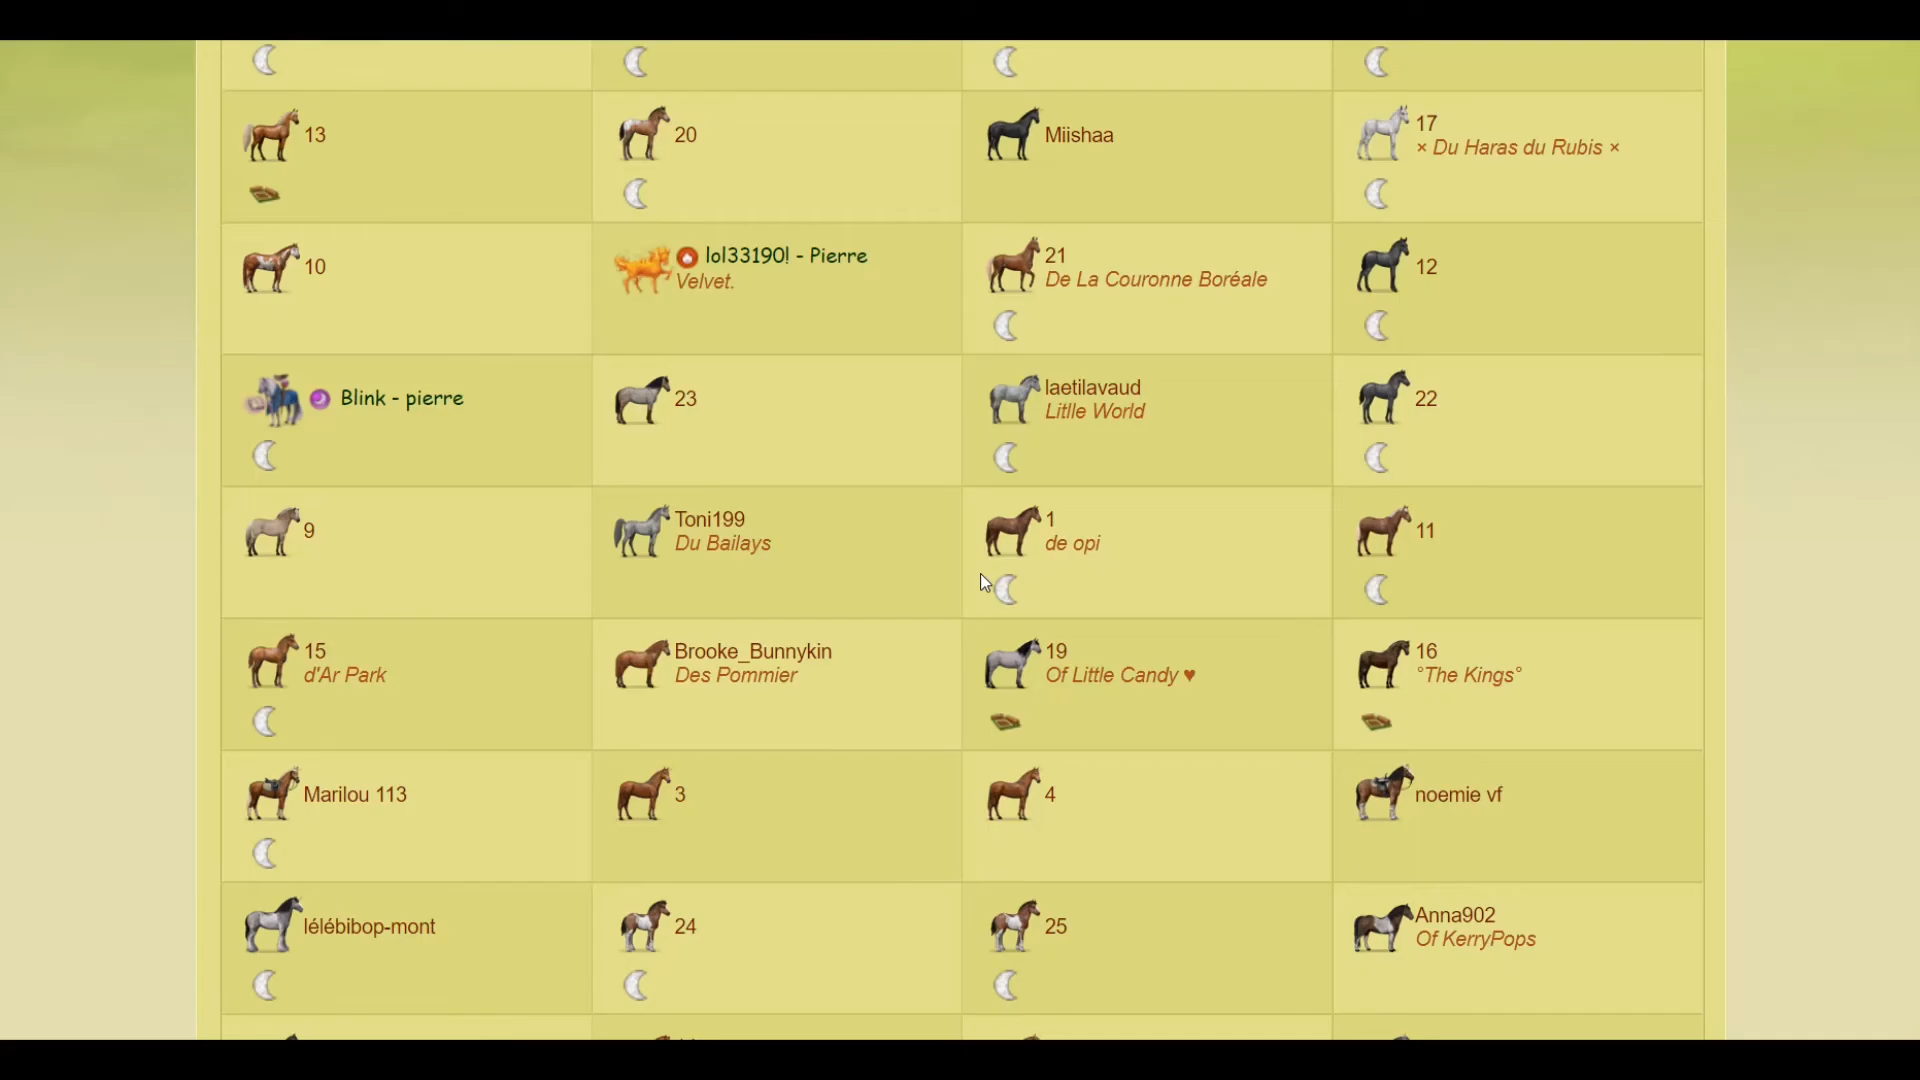 13
20
Miishaa
17
× Du Haras du Rubis ×
10
lol33190! - Pierre
Velvet.
21
De La Couronne Boréale
12
Blink - pierre
23
laetilavaud
Litlle World
22
9
Toni199
Du Bailays
1
de opi
11
15
d'Ar Park
Brooke_Bunnykin
Des Pommier
19
Of Little Candy ♥
16
°The Kings°
Marilou 113
3
4
noemie vf
lélébibop-mont
24
25
Anna902
Of KerryPops